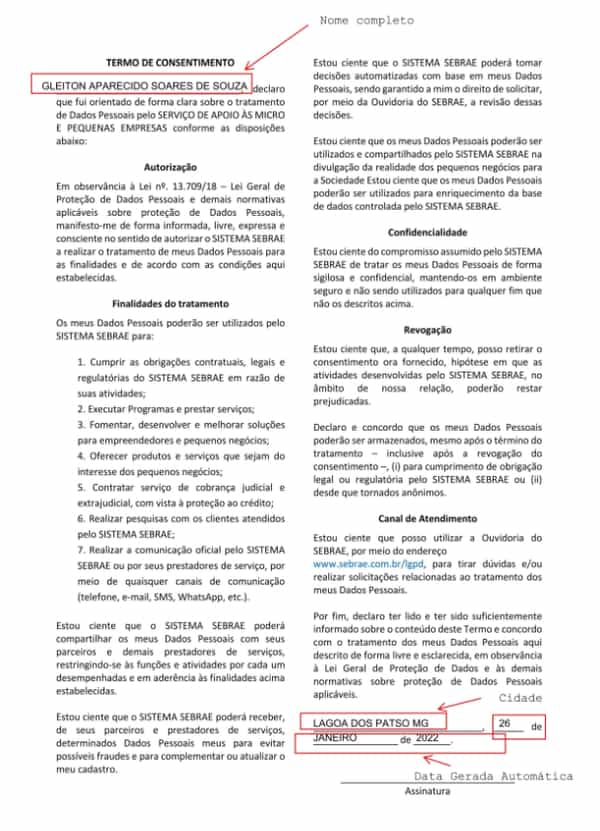 Nome completo
TERMO DE CONSENTIMENTO
GLEITON APARECIDO SOARES DE SOUZA, declaro
que fui orientado de forma clara sobre o tratamento
de Dados Pessoais pelo SERVIÇO DE APOIO ÀS MICRO
E PEQUENAS EMPRESAS conforme as disposições
abaixo:
Autorização
Em observância à Lei nº. 13.709/18 – Lei Geral de
Proteção de Dados Pessoais e demais normativas
aplicáveis sobre proteção de Dados Pessoais,
manifesto-me de forma informada, livre, expressa e
consciente no sentido de autorizar o SISTEMA SEBRAE
a realizar o tratamento de meus Dados Pessoais para
as finalidades e de acordo com as condições aqui
estabelecidas.
Finalidades do tratamento
Os meus Dados Pessoais poderão ser utilizados pelo
SISTEMA SEBRAE para:
1. Cumprir as obrigações contratuais, legais e
regulatórias do SISTEMA SEBRAE em razão de
suas atividades;
2. Executar Programas e prestar serviços;
3. Fomentar, desenvolver e melhorar soluções
para empreendedores e pequenos negócios;
4. Oferecer produtos e serviços que sejam do
interesse dos pequenos negócios;
5. Contratar serviço de cobrança judicial e
extrajudicial, com vista à proteção ao crédito;
6. Realizar pesquisas com os clientes atendidos
pelo SISTEMA SEBRAE;
7. Realizar a comunicação oficial pelo SISTEMA
SEBRAE ou por seus prestadores de serviço, por
meio de quaisquer canais de comunicação
(telefone, e-mail, SMS, WhatsApp, etc.).
Estou ciente que o SISTEMA SEBRAE poderá
compartilhar os meus Dados Pessoais com seus
parceiros e demais prestadores de serviços,
restringindo-se às funções e atividades por cada um
desempenhadas e em aderência às finalidades acima
estabelecidas.
Estou ciente que o SISTEMA SEBRAE poderá receber,
de seus parceiros e prestadores de serviços,
determinados Dados Pessoais meus para evitar
possíveis fraudes e para complementar ou atualizar o
meu cadastro.
Estou ciente que o SISTEMA SEBRAE poderá tomar
decisões automatizadas com base em meus Dados
Pessoais, sendo garantido a mim o direito de solicitar,
por meio da Ouvidoria do SEBRAE, a revisão dessas
decisões.
Estou ciente que os meus Dados Pessoais poderão ser
utilizados e compartilhados pelo SISTEMA SEBRAE na
divulgação da realidade dos pequenos negócios para
a Sociedade Estou ciente que os meus Dados Pessoais
poderão ser utilizados para enriquecimento da base
de dados controlada pelo SISTEMA SEBRAE.
Confidencialidade
Estou ciente do compromisso assumido pelo SISTEMA
SEBRAE de tratar os meus Dados Pessoais de forma
sigilosa e confidencial, mantendo-os em ambiente
seguro e não sendo utilizados para qualquer fim que
não os descritos acima.
Revogação
Estou ciente que, a qualquer tempo, posso retirar o
consentimento ora fornecido, hipótese em que as
atividades desenvolvidas pelo SISTEMA SEBRAE, no
âmbito de nossa relação, poderão restar
prejudicadas.
Declaro e concordo que os meus Dados Pessoais
poderão ser armazenados, mesmo após o término do
tratamento – inclusive após a revogação do
consentimento –, (i) para cumprimento de obrigação
legal ou regulatória pelo SISTEMA SEBRAE ou (ii)
desde que tornados anônimos.
Canal de Atendimento
Estou ciente que posso utilizar a Ouvidoria do
SEBRAE, por meio do endereço
www.sebrae.com.br/lgpd, para tirar dúvidas e/ou
realizar solicitações relacionadas ao tratamento dos
meus Dados Pessoais.
Por fim, declaro ter lido e ter sido suficientemente
informado sobre o conteúdo deste Termo e concordo
com o tratamento dos meus Dados Pessoais aqui
descrito de forma livre e esclarecida, em observância
à Lei Geral de Proteção de Dados e às demais
normativas sobre proteção de Dados Pessoais
aplicáveis.
Cidade
LAGOA DOS PATSO MG, 26 de
JANEIRO de 2022.
Data Gerada Automática
Assinatura